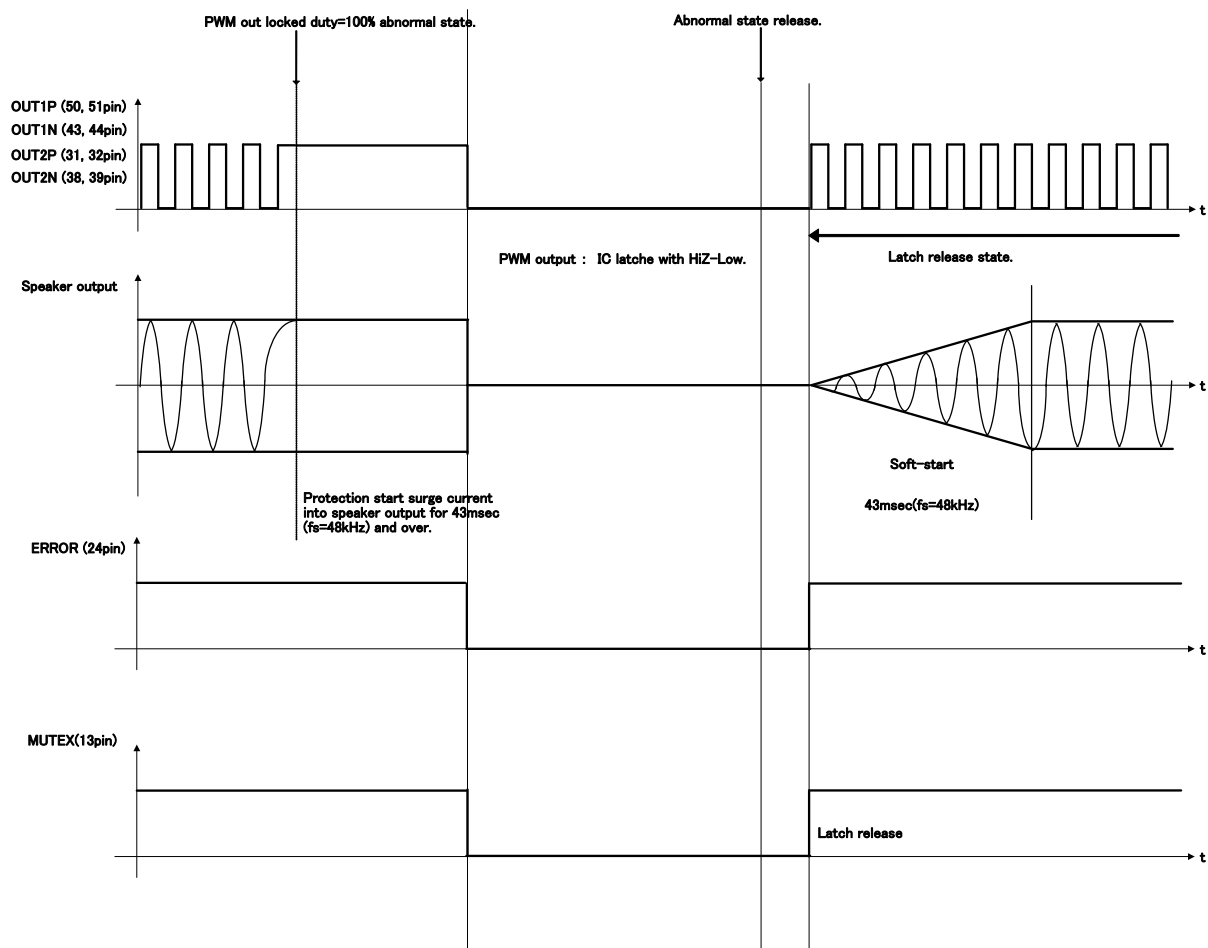 PWM out locked duty=100% abnormal state.
Abnormal state release.
OUT1P (50, 51pin)
OUT1N (43, 44pin)
OUT2P (31, 32pin)
OUT2N (38, 39pin)
t
PWM output : IC latche with HiZ-Low.
Latch release state.
Speaker output
t
Soft-start
43msec(fs=48kHz)
Protection start surge current
into speaker output for 43msec
(fs=48kHz) and over.
ERROR (24pin)
t
MUTEX(13pin)
Latch release
t